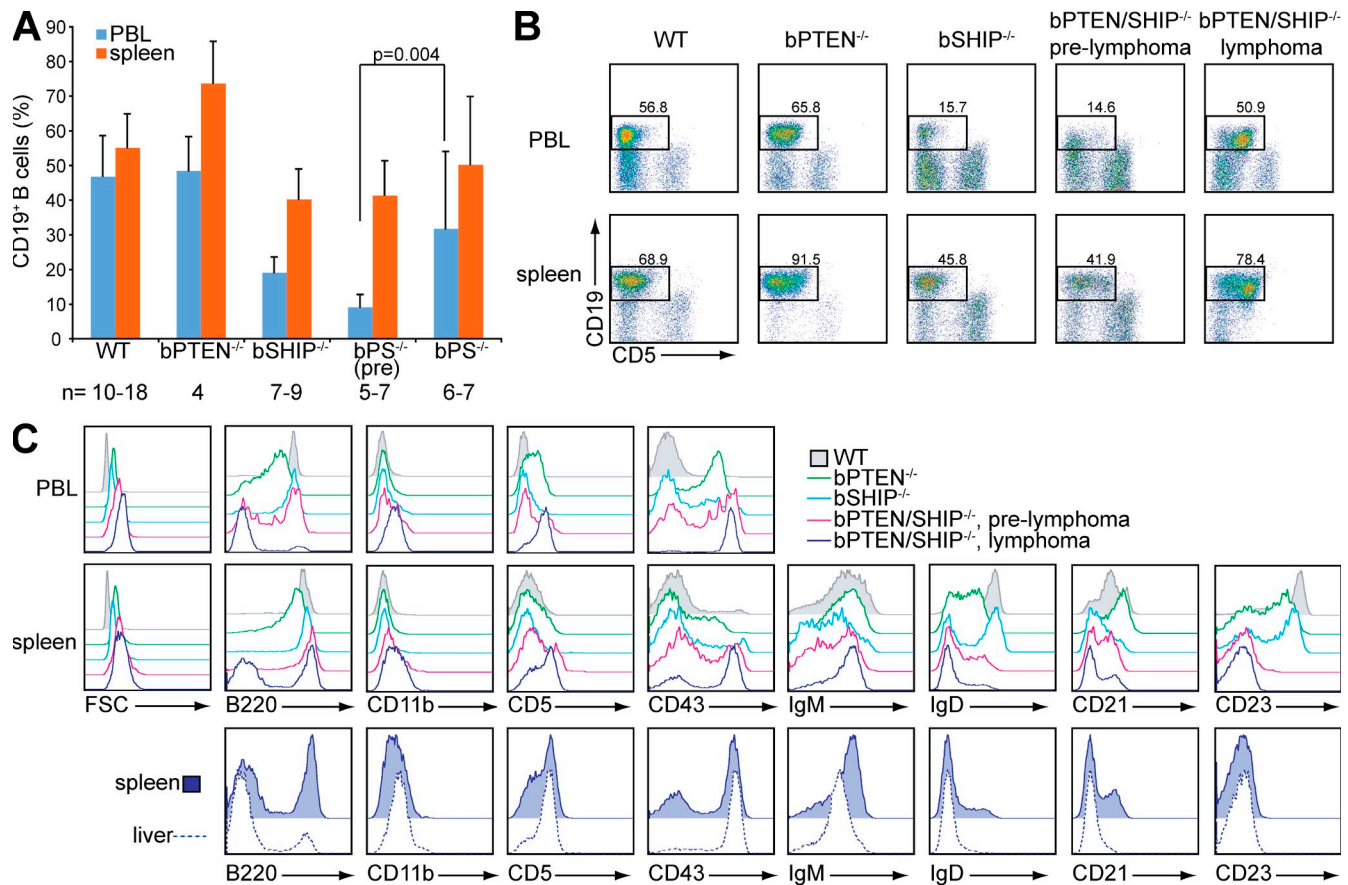 A
90
80
70
60
50
40
30
20
10
0
CD19⁺ B cells (%)
PBL
spleen
p=0.004
WT bPTEN⁻/⁻ bSHIP⁻/⁻ bPS⁻/⁻ (pre) bPS⁻/⁻
n= 10-18 4 7-9 5-7 6-7
B
WT bPTEN⁻/⁻ bSHIP⁻/⁻ bPTEN/SHIP⁻/⁻ pre-lymphoma bPTEN/SHIP⁻/⁻ lymphoma
PBL
56.8 65.8 15.7 14.6 50.9
spleen
68.9 91.5 45.8 41.9 78.4
CD19
CD5
C
PBL
WT
bPTEN⁻/⁻
bSHIP⁻/⁻
bPTEN/SHIP⁻/⁻, pre-lymphoma
bPTEN/SHIP⁻/⁻, lymphoma
spleen
FSC B220 CD11b CD5 CD43 IgM IgD CD21 CD23
spleen
liver
B220 CD11b CD5 CD43 IgM IgD CD21 CD23